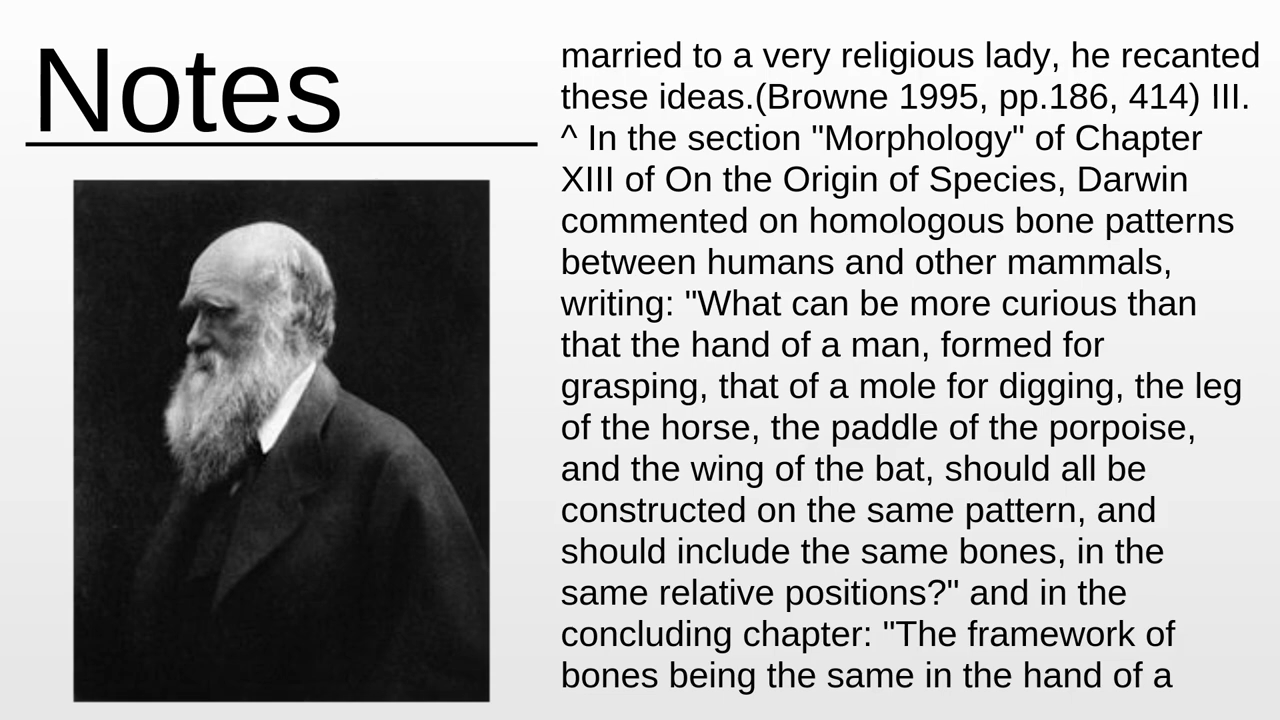 Notes
married to a very religious lady, he recanted
these ideas.(Browne 1995, pp.186, 414) III.
^ In the section "Morphology" of Chapter
XIII of On the Origin of Species, Darwin
commented on homologous bone patterns
between humans and other mammals,
writing: "What can be more curious than
that the hand of a man, formed for
grasping, that of a mole for digging, the leg
of the horse, the paddle of the porpoise,
and the wing of the bat, should all be
constructed on the same pattern, and
should include the same bones, in the
same relative positions?" and in the
concluding chapter: "The framework of
bones being the same in the hand of a